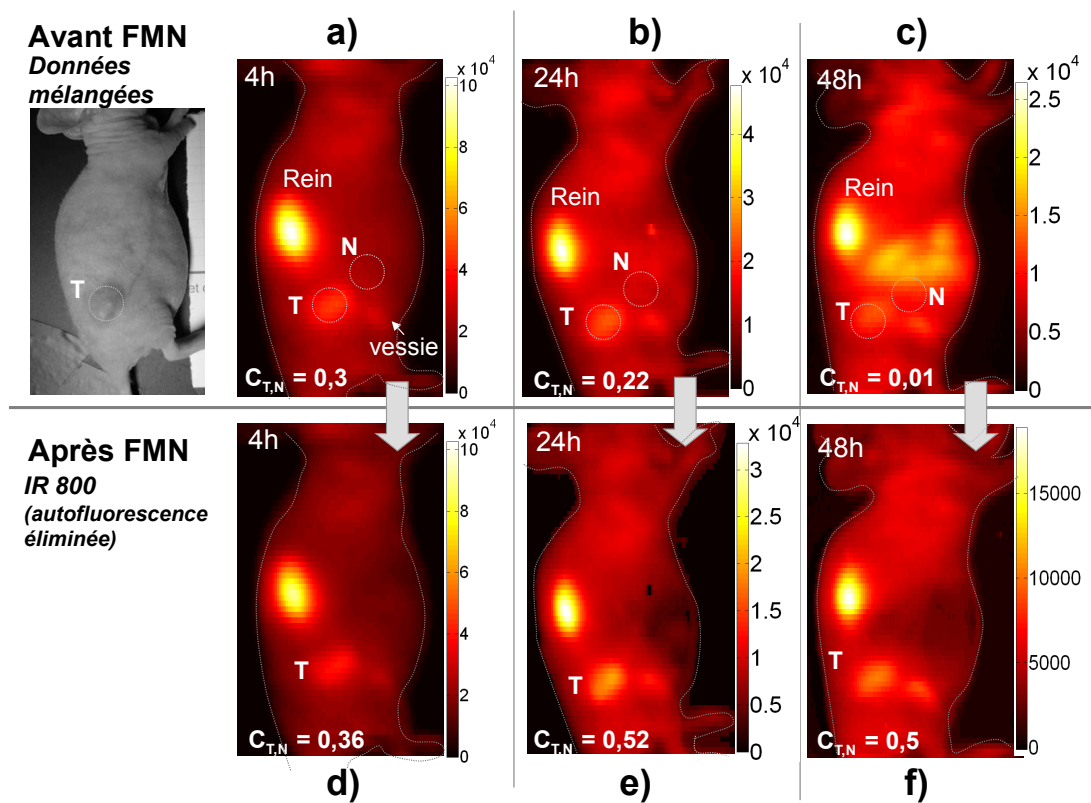 Avant FMN
Données
mélangées
T
a)
4h
Rein
N
T
vessie
C_T,N = 0,3
x 10^4
10
8
6
4
2
0
b)
24h
Rein
N
T
C_T,N = 0,22
x 10^4
4
3
2
1
0
c)
48h
Rein
T
N
C_T,N = 0,01
x 10^4
2.5
2
1.5
1
0.5
0
Après FMN
IR 800
(autofluorescence
éliminée)
4h
T
C_T,N = 0,36
x 10^4
10
8
6
4
2
0
d)
24h
T
C_T,N = 0,52
x 10^4
3
2.5
2
1.5
1
0.5
0
e)
48h
T
C_T,N = 0,5
15000
10000
5000
0
f)